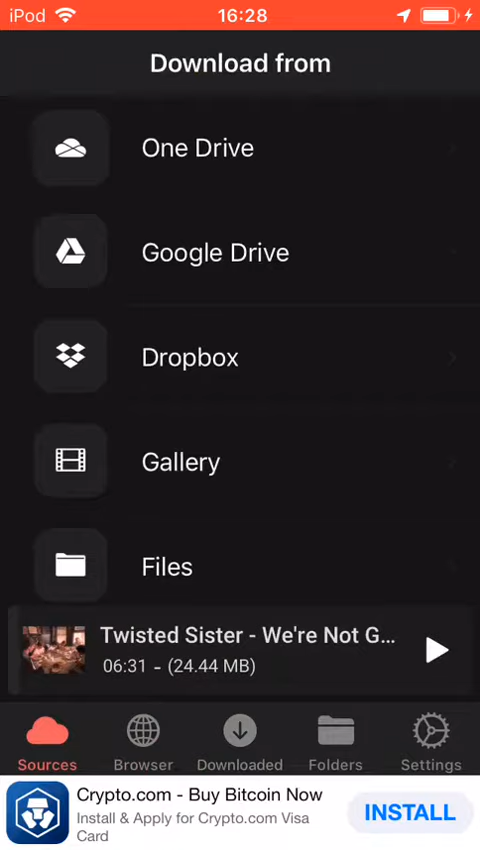 iPod 16:28
Download from
One Drive
Google Drive
Dropbox
Gallery
Files
Twisted Sister - We're Not G...
06:31 - (24.44 MB)
Sources Browser Downloaded Folders Settings
Crypto.com - Buy Bitcoin Now
Install & Apply for Crypto.com Visa
Card
INSTALL